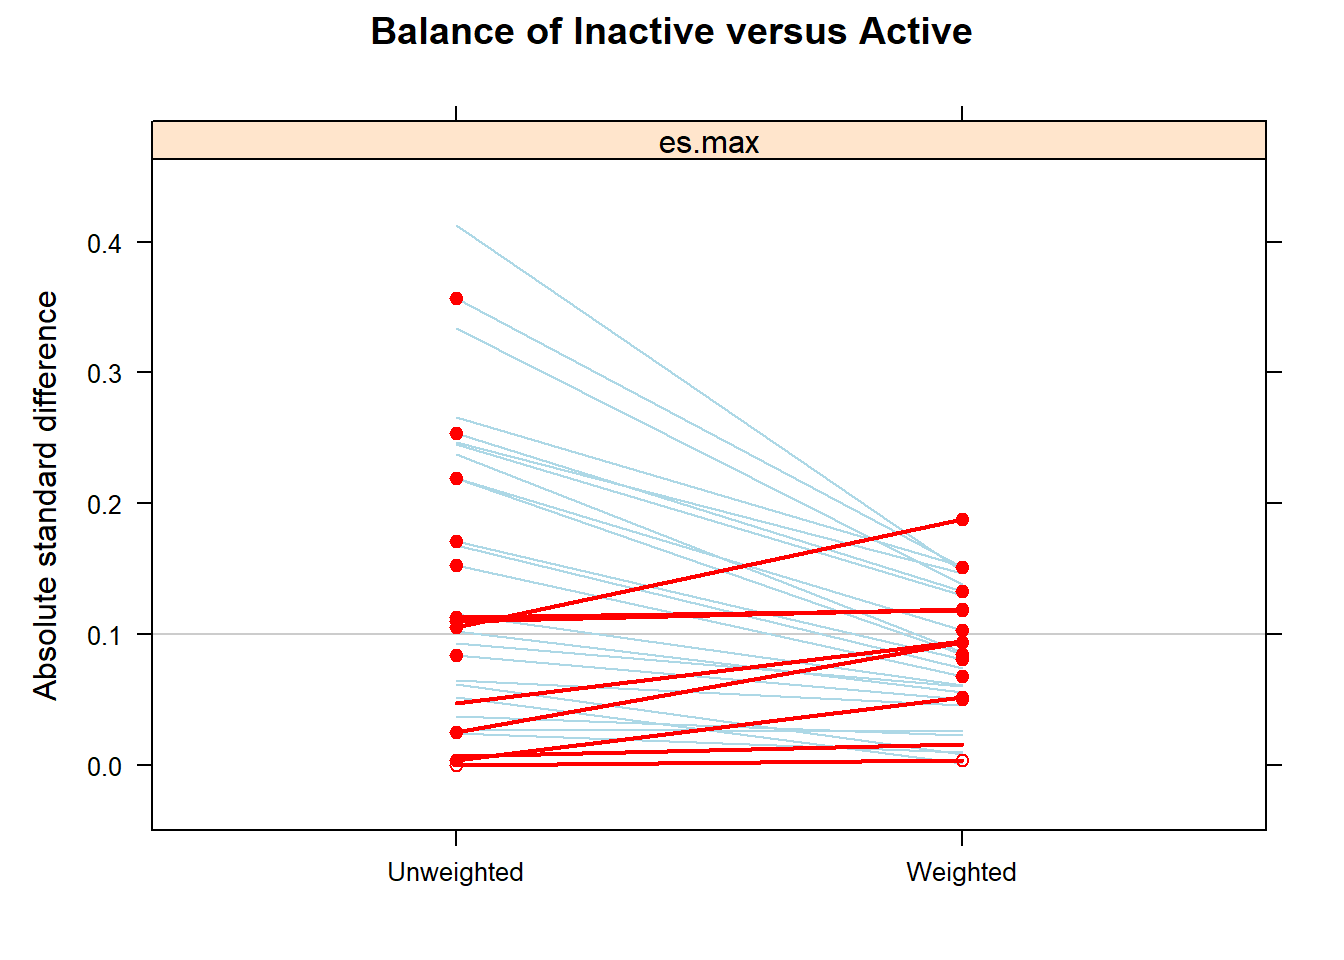 Balance of Inactive versus Active
es.max
Absolute standard difference
0.4
0.3
0.2
0.1
0.0
Unweighted
Weighted